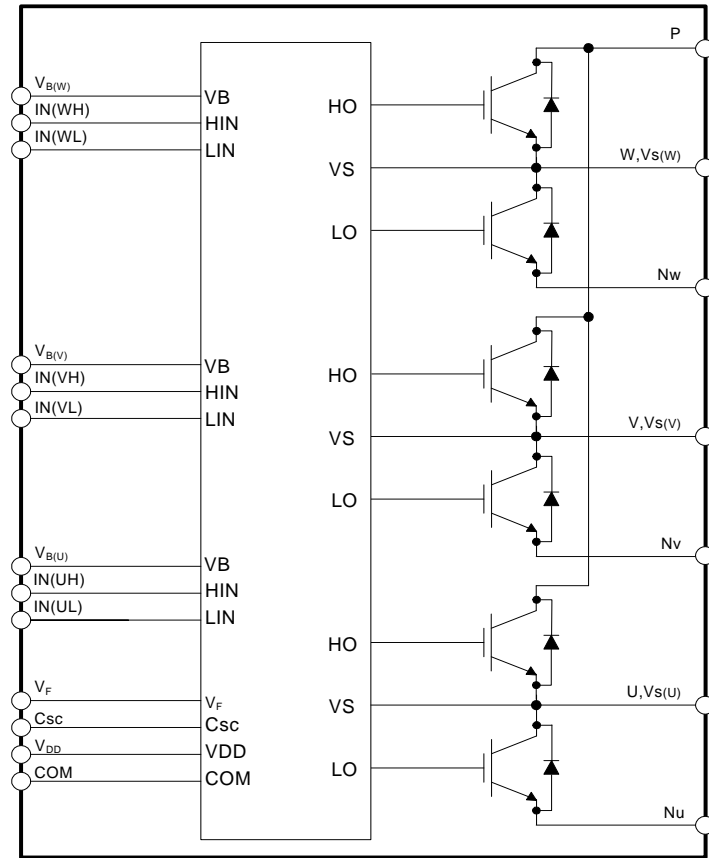 P
V_B(W)
VB
IN(WH)
HIN
HO
IN(WL)
LIN
VS
W,Vs(W)
LO
Nw
V_B(V)
VB
IN(VH)
HIN
HO
IN(VL)
LIN
VS
V,Vs(V)
LO
Nv
V_B(U)
VB
IN(UH)
HIN
IN(UL)
LIN
HO
V_F
V_F
VS
U,Vs(U)
Csc
Csc
V_DD
VDD
LO
COM
COM
Nu